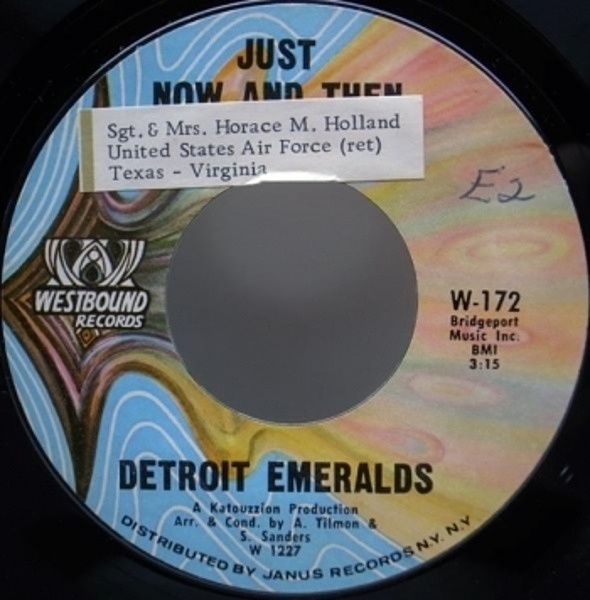 JUST
NOW AND THEN
Sgt. & Mrs. Horace M. Holland
United States Air Force (ret)
Texas - Virginia
E2
WESTBOUND
RECORDS
W-172
Bridgeport
Music Inc.
BMI
3:15
DETROIT EMERALDS
A Katouzzion Production
Arr. & Cond. by A. Tilmon &
S. Sanders
W 1227
DISTRIBUTED BY JANUS RECORDS N.Y. N.Y